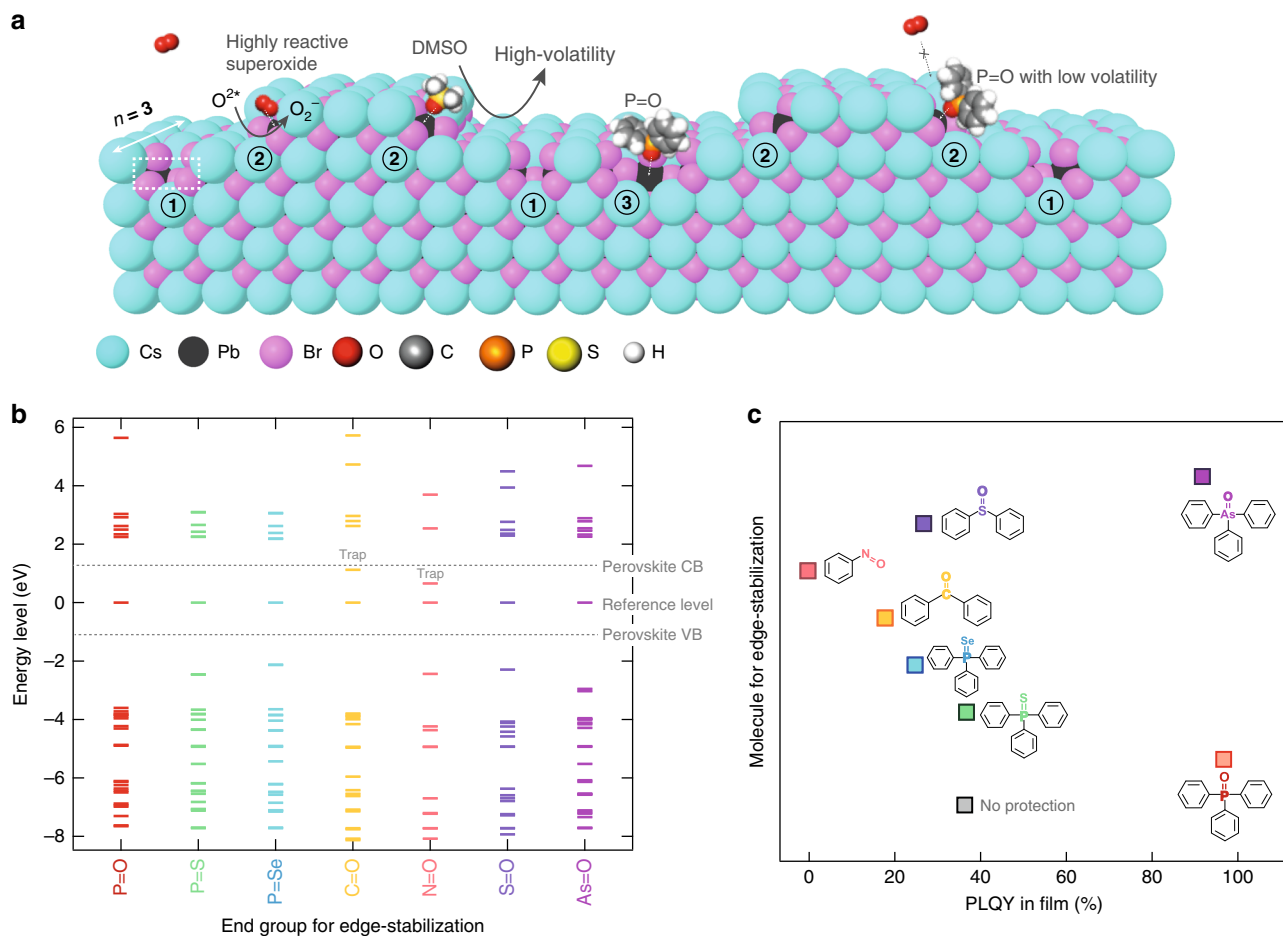 a
Highly reactive
superoxide
DMSO
High-volatility
P=O
P=O with low volatility
O²* O₂⁻
n = 3
×
2
2
2
2
1
1
3
1
Cs Pb Br O C P S H
b
6
4
2
0
−2
−4
−6
−8
Energy level (eV)
Trap
Trap
Perovskite CB
Reference level
Perovskite VB
P=O
P=S
P=Se
C=O
N=O
S=O
As=O
End group for edge-stabilization
c
Molecule for edge-stabilization
O
S
O
As
N
O
O
C
Se
P
S
P
No protection
O
P
0 20 40 60 80 100
PLQY in film (%)